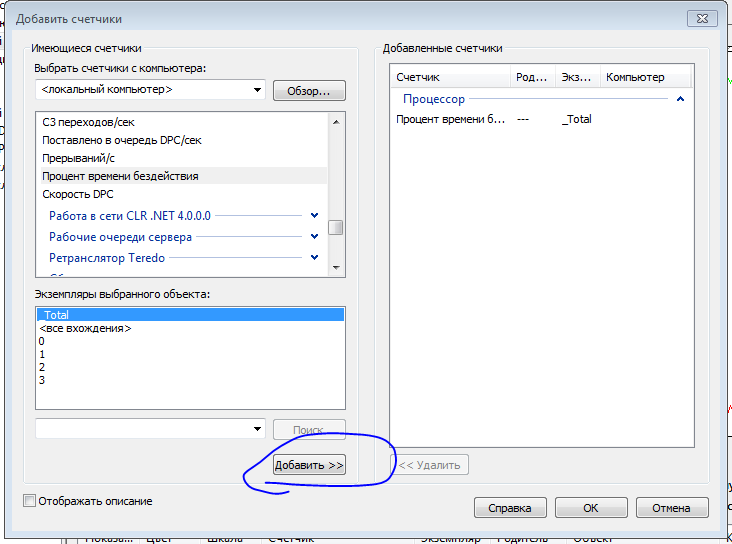 Добавить счетчики
Имеющиеся счетчики
Выбрать счетчики с компьютера:
<локальный компьютер>
Обзор...
C3 переходов/сек
Поставлено в очередь DPC/сек
Прерываний/с
Процент времени бездействия
Скорость DPC
Работа в сети CLR .NET 4.0.0.0
Рабочие очереди сервера
Ретранслятор Teredo
Экземпляры выбранного объекта:
_Total
<все вхождения>
0
1
2
3
Поиск
Добавить >>
Отображать описание
Добавленные счетчики
Счетчик Род... Экз... Компьютер
Процессор
Процент времени б... --- _Total
<< Удалить
Справка
ОК
Отмена